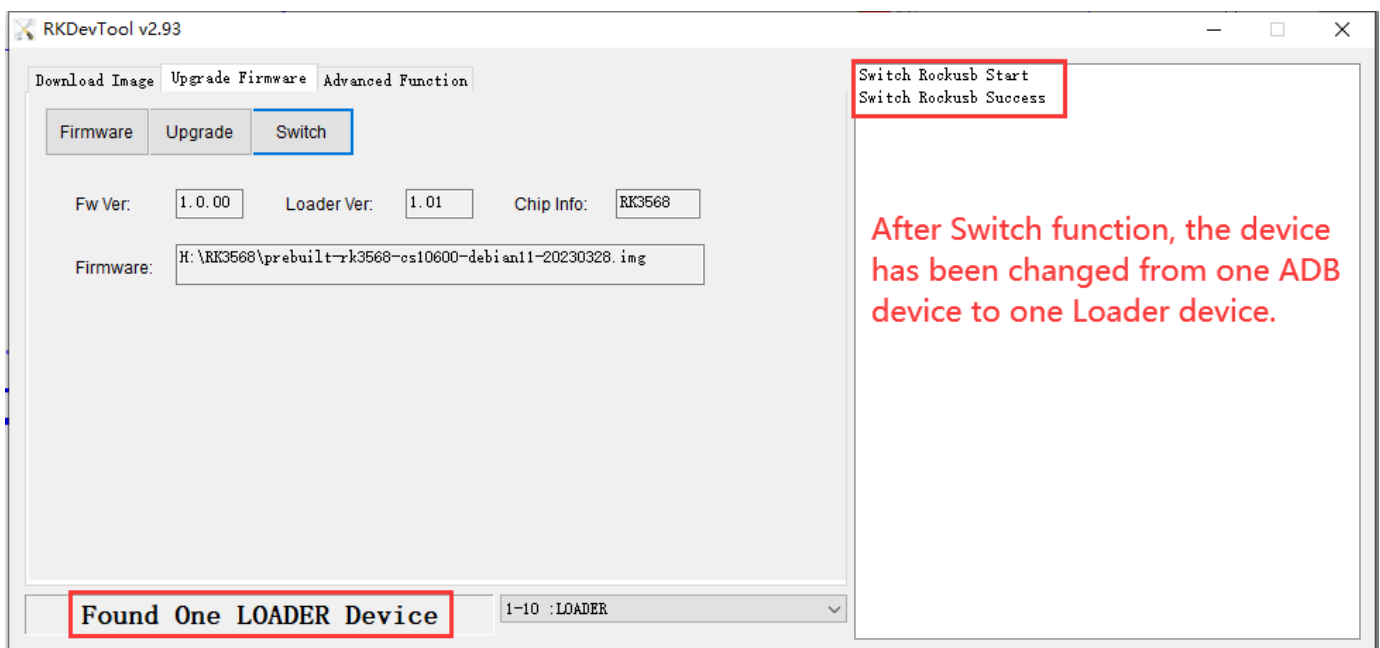 RKDevTool v2.93
Download Image Upgrade Firmware Advanced Function
Firmware Upgrade Switch
Fw Ver: 1.0.00 Loader Ver: 1.01 Chip Info: RK3568
Firmware: H:\RK3568\prebuilt-rk3568-cs10600-debian11-20230328.img
Found One LOADER Device
1-10 :LOADER
Switch Rockusb Start
Switch Rockusb Success
After Switch function, the device
has been changed from one ADB
device to one Loader device.